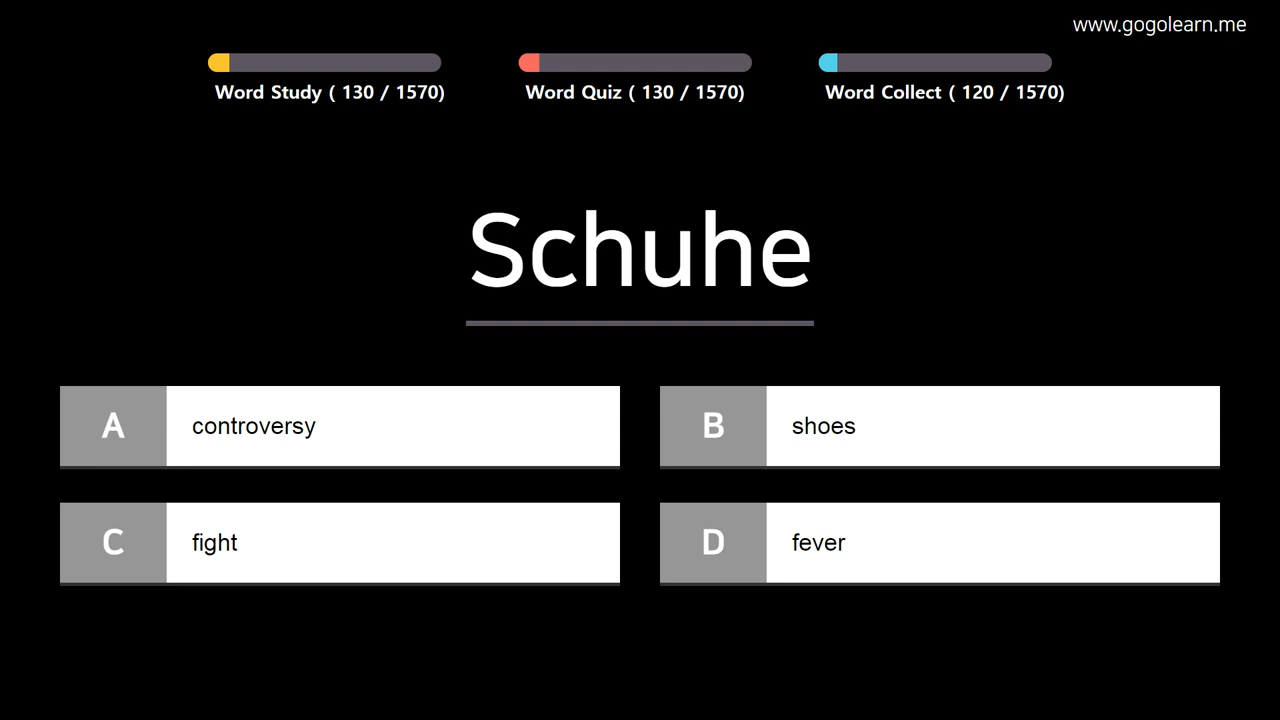 www.gogolearn.me
Word Study ( 130 / 1570)
Word Quiz ( 130 / 1570)
Word Collect ( 120 / 1570)
Schuhe
A controversy
B shoes
C fight
D fever